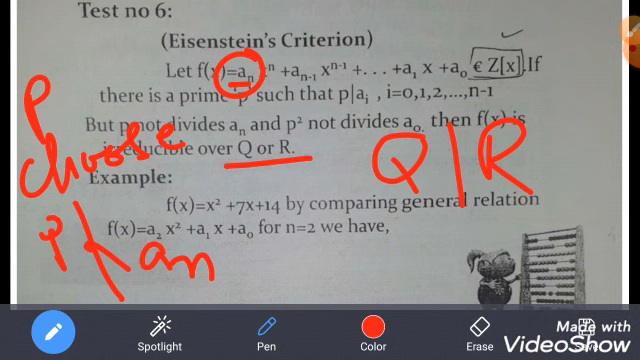 Test no 6:
(Eisenstein's Criterion)
Let f(x)=aₙ xⁿ +aₙ₋₁ xⁿ⁻¹ +. . . +a₁ x +a₀ ∈ Z[x].If
there is a prime 'p' such that p|aᵢ , i=0,1,2,...,n-1
But p not divides aₙ and p² not divides a₀. then f(x) is
irreducible over Q or R.
Example:
f(x)=x² +7x+14 by comparing general relation
f(x)=a₂ x² +a₁ x +a₀ for n=2 we have,
P
choose
P∤an
Q|R
Spotlight
Pen
Color
Erase
Made with
VideoShow